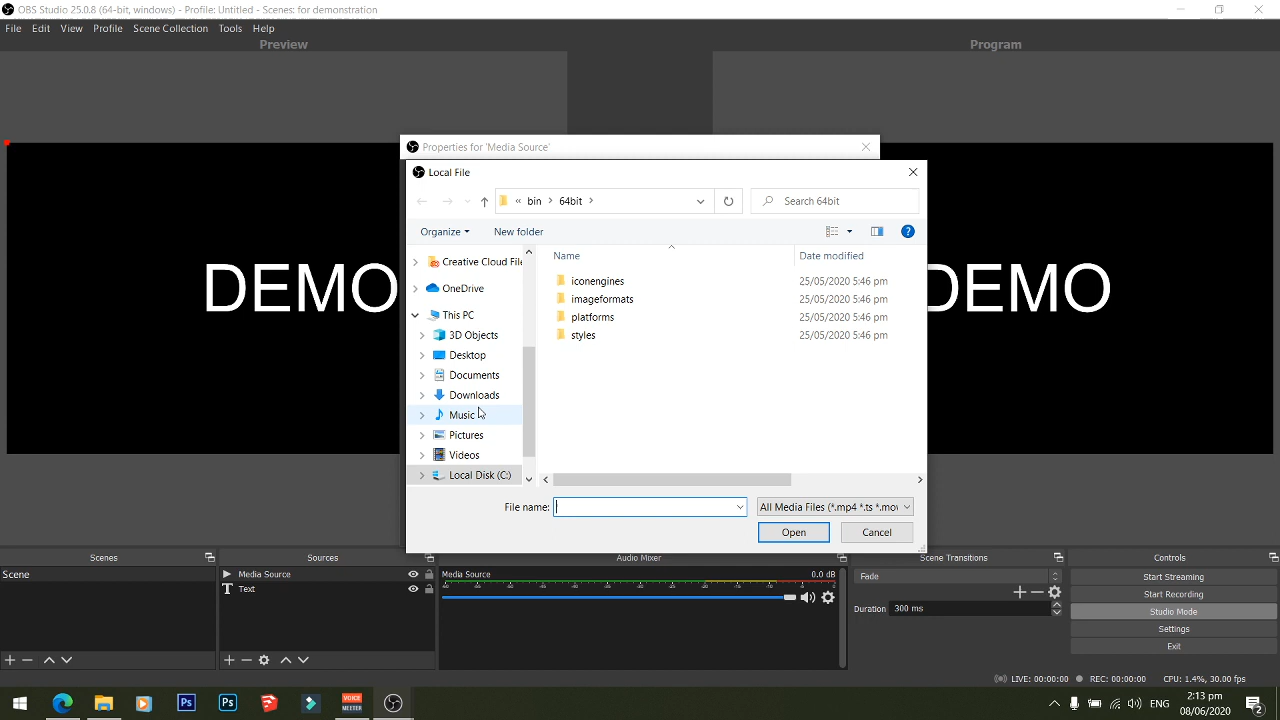 OBS Studio 25.0.8 (64-bit, windows) - Profile: Untitled - Scenes: for demonstration
File Edit View Profile Scene Collection Tools Help
Preview
Program
Properties for 'Media Source'
Local File
« bin > 64bit >
Search 64bit
Organize
New folder
Name
Date modified
Creative Cloud File
OneDrive
This PC
3D Objects
Desktop
Documents
Downloads
Music
Pictures
Videos
Local Disk (C:)
iconengines 25/05/2020 5:46 pm
imageformats 25/05/2020 5:46 pm
platforms 25/05/2020 5:46 pm
styles 25/05/2020 5:46 pm
DEMO
DEMO
File name:
All Media Files (*.mp4 *.ts *.mov
Open
Cancel
Scenes
Scene
Sources
Media Source
Text
Audio Mixer
Media Source
0.0 dB
Scene Transitions
Fade
Duration 300 ms
Controls
Start Streaming
Start Recording
Studio Mode
Settings
Exit
LIVE: 00:00:00
REC: 00:00:00
CPU: 1.4%, 30.00 fps
Ps
Ps
VOICE
MEETER
ENG
2:13 pm
08/06/2020
2